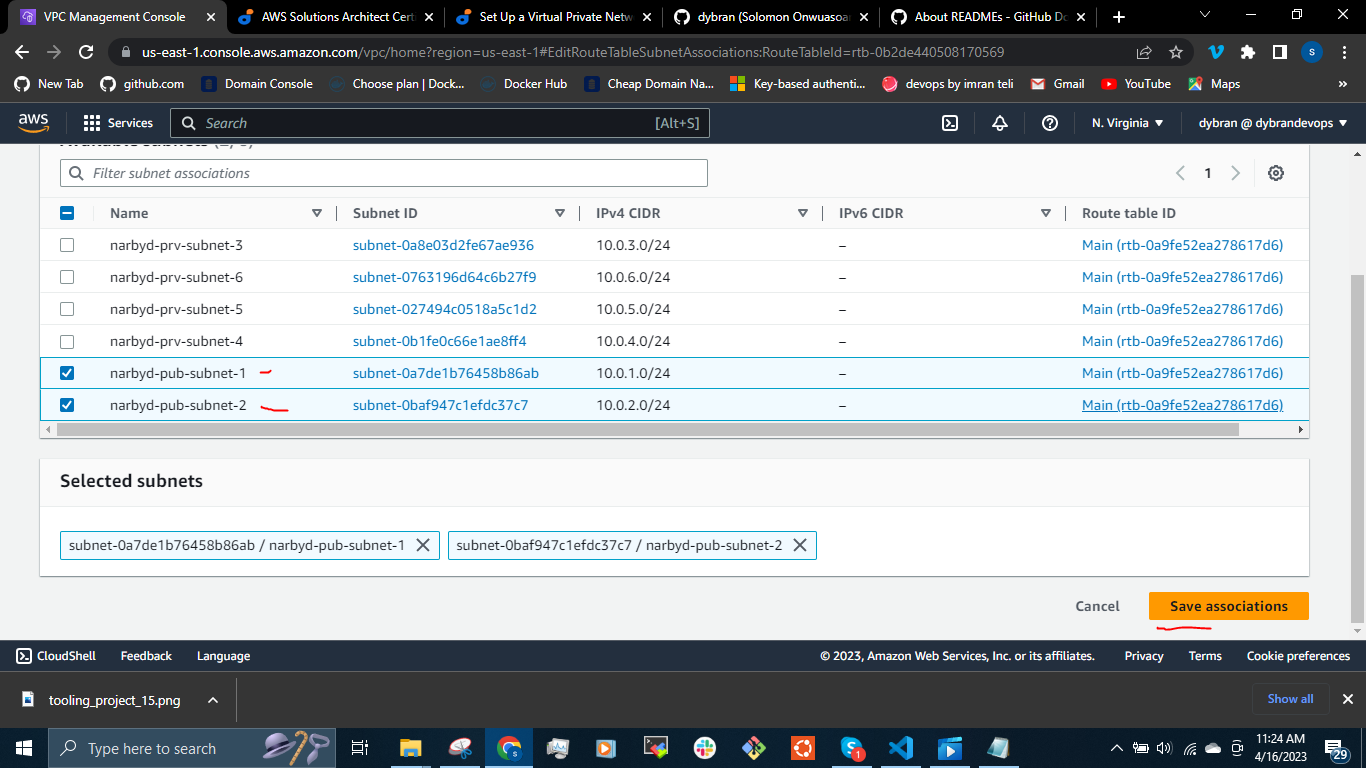 VPC Management Console
AWS Solutions Architect Cert
Set Up a Virtual Private Netw
dybran (Solomon Onwuasoan
About READMEs - GitHub Do
us-east-1.console.aws.amazon.com/vpc/home?region=us-east-1#EditRouteTableSubnetAssociations:RouteTableId=rtb-0b2de440508170569
S
New Tab github.com Domain Console Choose plan | Dock... Docker Hub Cheap Domain Na... Key-based authenti... devops by imran teli Gmail YouTube Maps »
aws Services Search [Alt+S] N. Virginia dybran @ dybrandevops
Available subnets (2/6)
Filter subnet associations 1
Name Subnet ID IPv4 CIDR IPv6 CIDR Route table ID
narbyd-prv-subnet-3 subnet-0a8e03d2fe67ae936 10.0.3.0/24 – Main (rtb-0a9fe52ea278617d6)
narbyd-prv-subnet-6 subnet-0763196d64c6b27f9 10.0.6.0/24 – Main (rtb-0a9fe52ea278617d6)
narbyd-prv-subnet-5 subnet-027494c0518a5c1d2 10.0.5.0/24 – Main (rtb-0a9fe52ea278617d6)
narbyd-prv-subnet-4 subnet-0b1fe0c66e1ae8ff4 10.0.4.0/24 – Main (rtb-0a9fe52ea278617d6)
narbyd-pub-subnet-1 subnet-0a7de1b76458b86ab 10.0.1.0/24 – Main (rtb-0a9fe52ea278617d6)
narbyd-pub-subnet-2 subnet-0baf947c1efdc37c7 10.0.2.0/24 – Main (rtb-0a9fe52ea278617d6)
Selected subnets
subnet-0a7de1b76458b86ab / narbyd-pub-subnet-1 subnet-0baf947c1efdc37c7 / narbyd-pub-subnet-2
Cancel Save associations
CloudShell Feedback Language © 2023, Amazon Web Services, Inc. or its affiliates. Privacy Terms Cookie preferences
tooling_project_15.png Show all
Type here to search 11:24 AM
4/16/2023 29